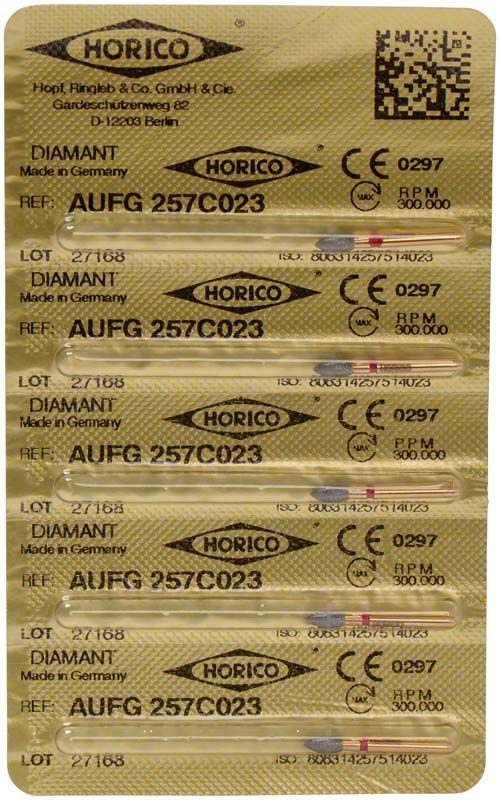 HORICO ®
Hopf, Ringleb & Co. GmbH & Cie.
Gardeschützenweg 82
D-12203 Berlin
DIAMANT HORICO ® CE 0297
Made in Germany
MAX RPM
REF: AUFG 257C023 300.000
LOT 27168 ISO: 806314257514023
DIAMANT HORICO ® CE 0297
Made in Germany
MAX RPM
REF: AUFG 257C023 300.000
LOT 27168 ISO: 806314257514023
DIAMANT HORICO ® CE 0297
Made in Germany
MAX RPM
REF: AUFG 257C023 300.000
LOT 27168 ISO: 806314257514023
DIAMANT HORICO ® CE 0297
Made in Germany
MAX RPM
REF: AUFG 257C023 300.000
LOT 27168 ISO: 806314257514023
DIAMANT HORICO ® CE 0297
Made in Germany
MAX RPM
REF: AUFG 257C023 300.000
LOT 27168 ISO: 806314257514023